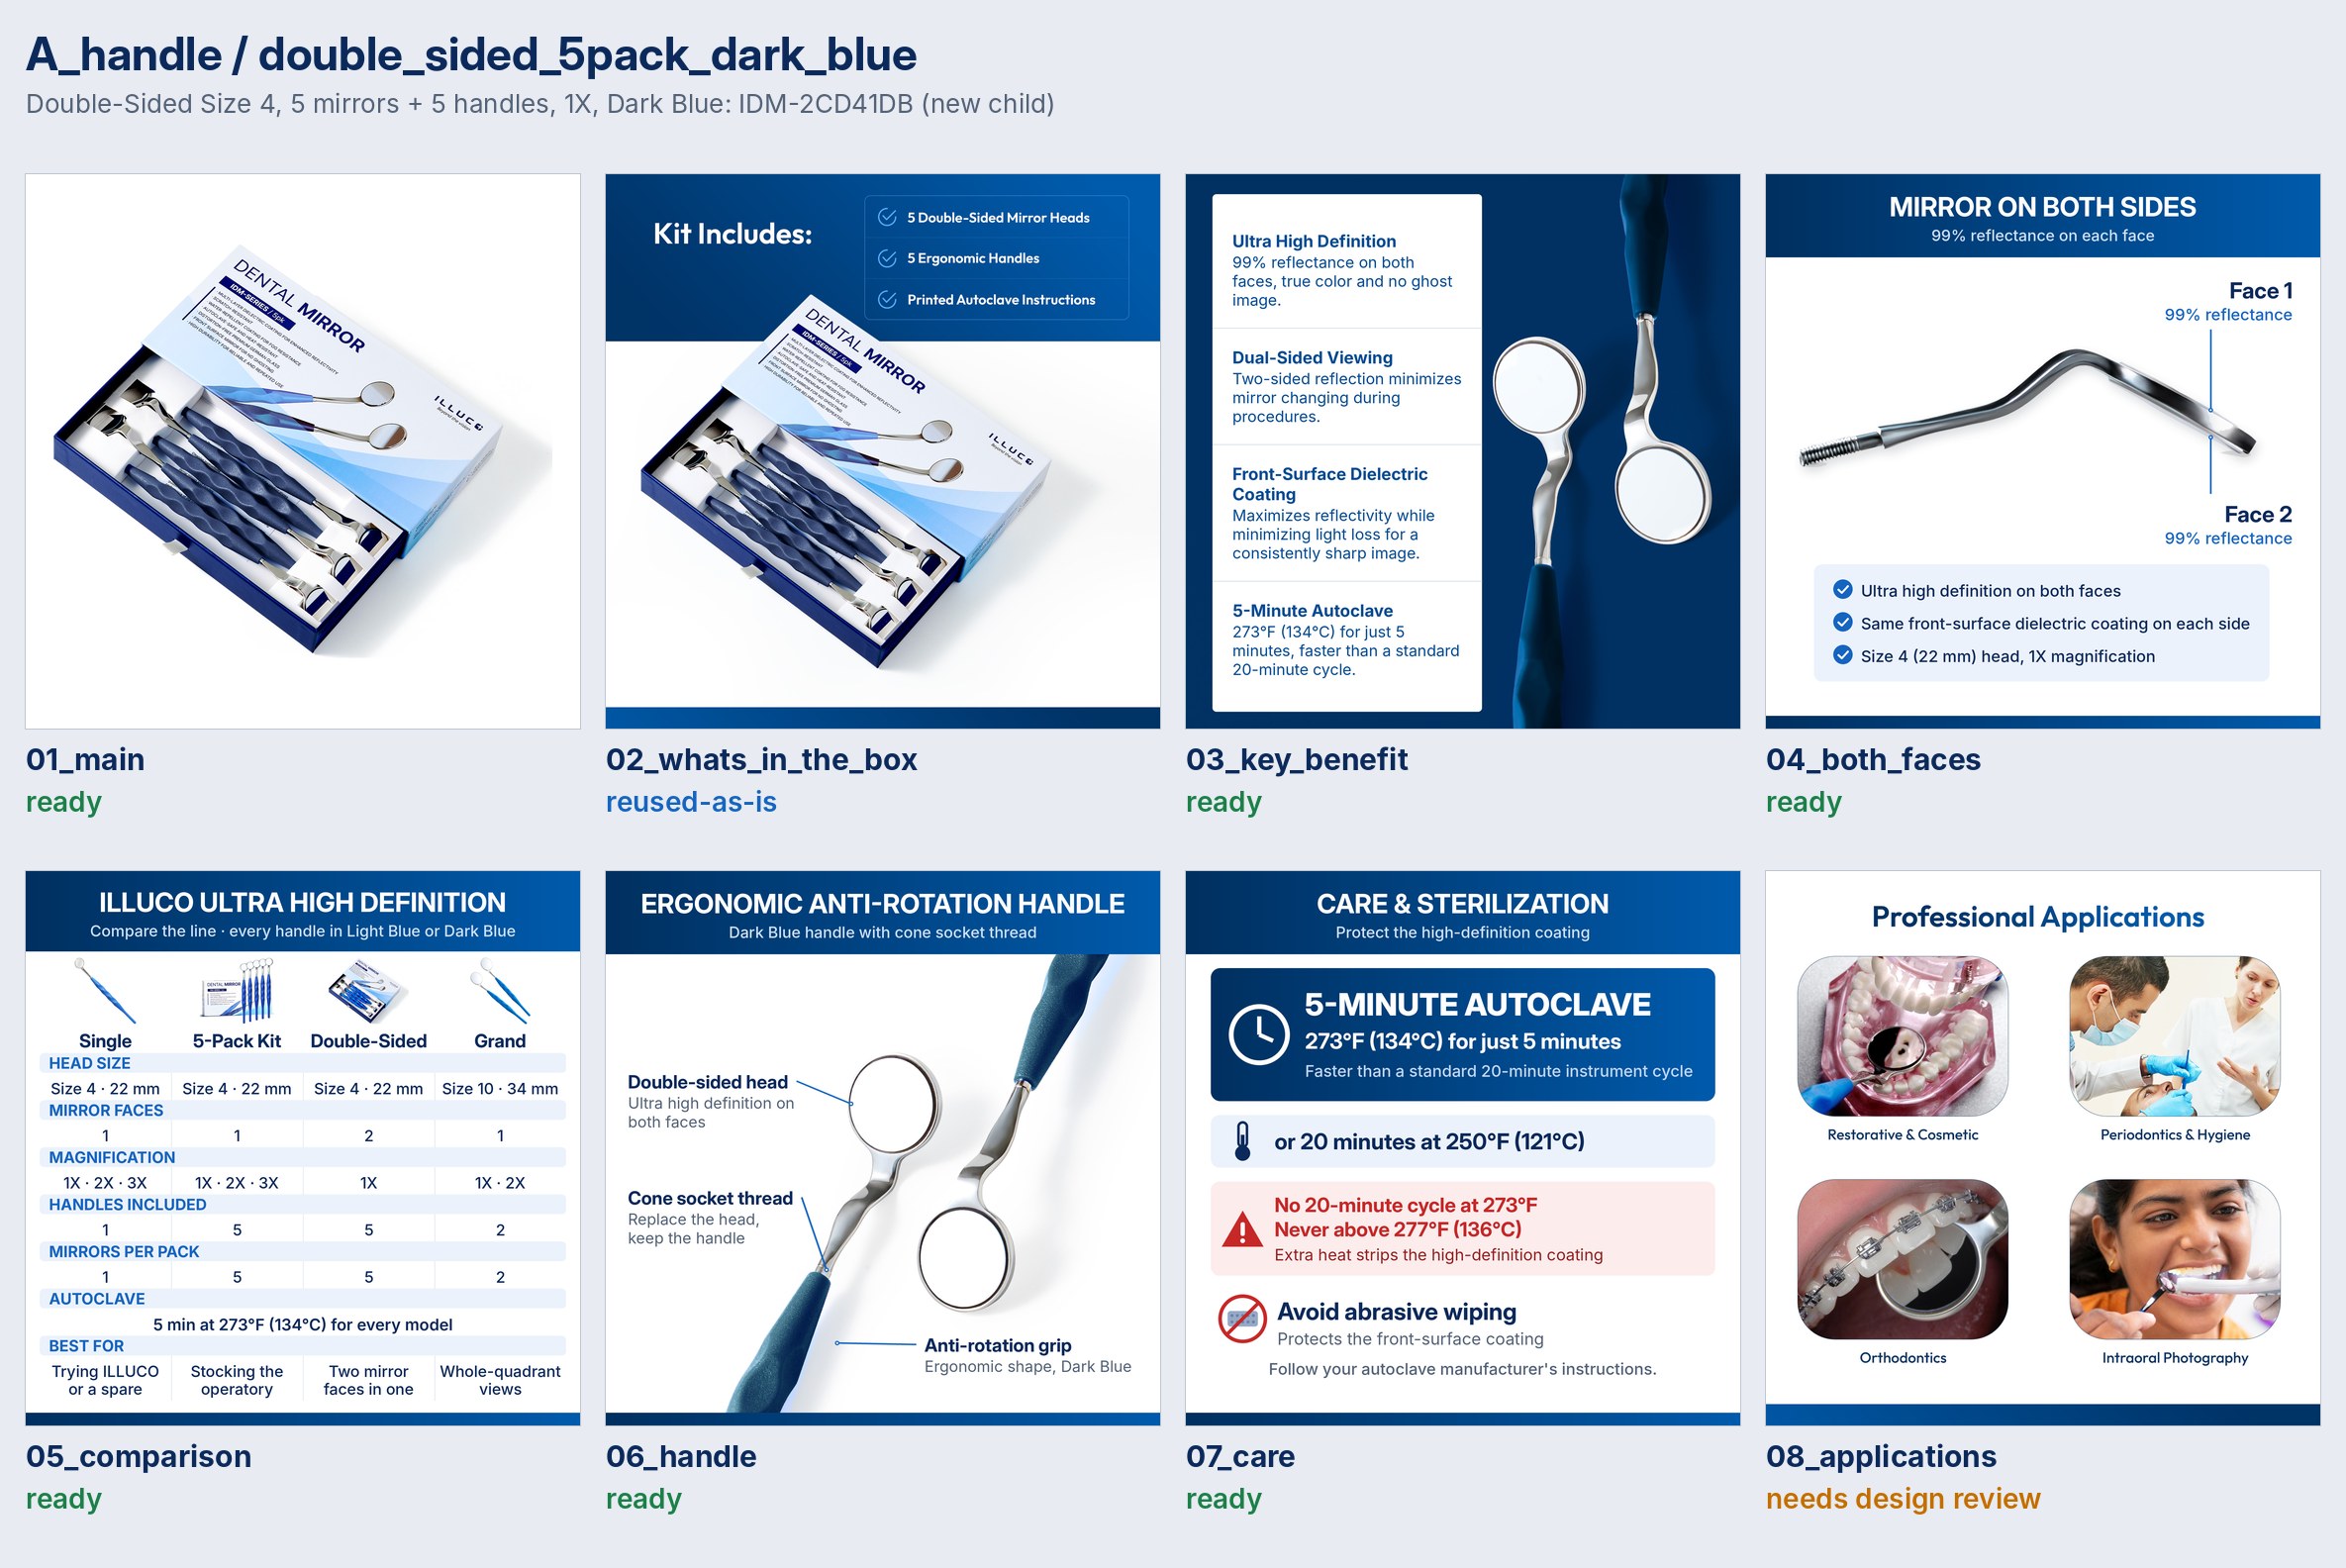 A_handle / double_sided_5pack_dark_blue
Double-Sided Size 4, 5 mirrors + 5 handles, 1X, Dark Blue: IDM-2CD41DB (new child)
DENTAL MIRROR
IDM-SERIES / 5pk
ILLUCO
01_main
ready
Kit Includes:
5 Double-Sided Mirror Heads
5 Ergonomic Handles
Printed Autoclave Instructions
DENTAL MIRROR
IDM-SERIES / 5pk
ILLUCO
02_whats_in_the_box
reused-as-is
Ultra High Definition
99% reflectance on both
faces, true color and no ghost
image.
Dual-Sided Viewing
Two-sided reflection minimizes
mirror changing during
procedures.
Front-Surface Dielectric
Coating
Maximizes reflectivity while
minimizing light loss for a
consistently sharp image.
5-Minute Autoclave
273°F (134°C) for just 5
minutes, faster than a standard
20-minute cycle.
03_key_benefit
ready
MIRROR ON BOTH SIDES
99% reflectance on each face
Face 1
99% reflectance
Face 2
99% reflectance
Ultra high definition on both faces
Same front-surface dielectric coating on each side
Size 4 (22 mm) head, 1X magnification
04_both_faces
ready
ILLUCO ULTRA HIGH DEFINITION
Compare the line · every handle in Light Blue or Dark Blue
Single 5-Pack Kit Double-Sided Grand
HEAD SIZE
Size 4 · 22 mm Size 4 · 22 mm Size 4 · 22 mm Size 10 · 34 mm
MIRROR FACES
1 1 2 1
MAGNIFICATION
1X · 2X · 3X 1X · 2X · 3X 1X 1X · 2X
HANDLES INCLUDED
1 5 5 2
MIRRORS PER PACK
1 5 5 2
AUTOCLAVE
5 min at 273°F (134°C) for every model
BEST FOR
Trying ILLUCO Stocking the Two mirror Whole-quadrant
or a spare operatory faces in one views
05_comparison
ready
ERGONOMIC ANTI-ROTATION HANDLE
Dark Blue handle with cone socket thread
Double-sided head
Ultra high definition on
both faces
Cone socket thread
Replace the head,
keep the handle
Anti-rotation grip
Ergonomic shape, Dark Blue
06_handle
ready
CARE & STERILIZATION
Protect the high-definition coating
5-MINUTE AUTOCLAVE
273°F (134°C) for just 5 minutes
Faster than a standard 20-minute instrument cycle
or 20 minutes at 250°F (121°C)
No 20-minute cycle at 273°F
Never above 277°F (136°C)
Extra heat strips the high-definition coating
Avoid abrasive wiping
Protects the front-surface coating
Follow your autoclave manufacturer's instructions.
07_care
ready
Professional Applications
Restorative & Cosmetic
Periodontics & Hygiene
Orthodontics
Intraoral Photography
08_applications
needs design review